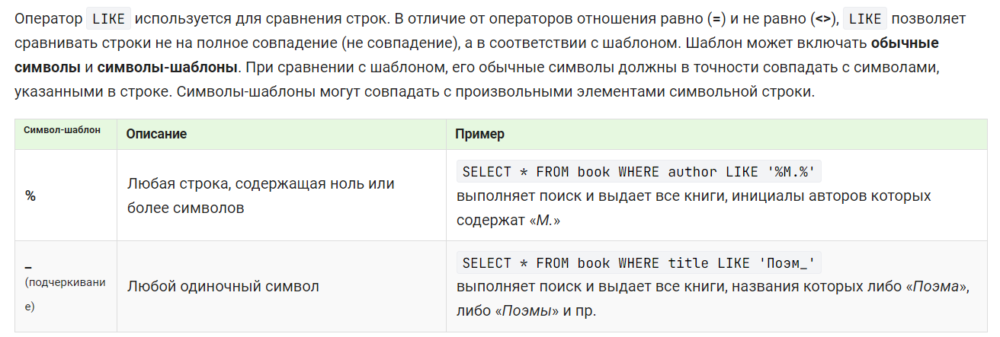 Оператор LIKE используется для сравнения строк. В отличие от операторов отношения равно (=) и не равно (<>), LIKE позволяет
сравнивать строки не на полное совпадение (не совпадение), а в соответствии с шаблоном. Шаблон может включать обычные
символы и символы-шаблоны. При сравнении с шаблоном, его обычные символы должны в точности совпадать с символами,
указанными в строке. Символы-шаблоны могут совпадать с произвольными элементами символьной строки.
Символ-шаблон Описание Пример
%
Любая строка, содержащая ноль или
более символов
SELECT * FROM book WHERE author LIKE '%М.%'
выполняет поиск и выдает все книги, инициалы авторов которых
содержат «М.»
_
(подчеркивани
е)
Любой одиночный символ
SELECT * FROM book WHERE title LIKE 'Поэм_'
выполняет поиск и выдает все книги, названия которых либо «Поэма»,
либо «Поэмы» и пр.